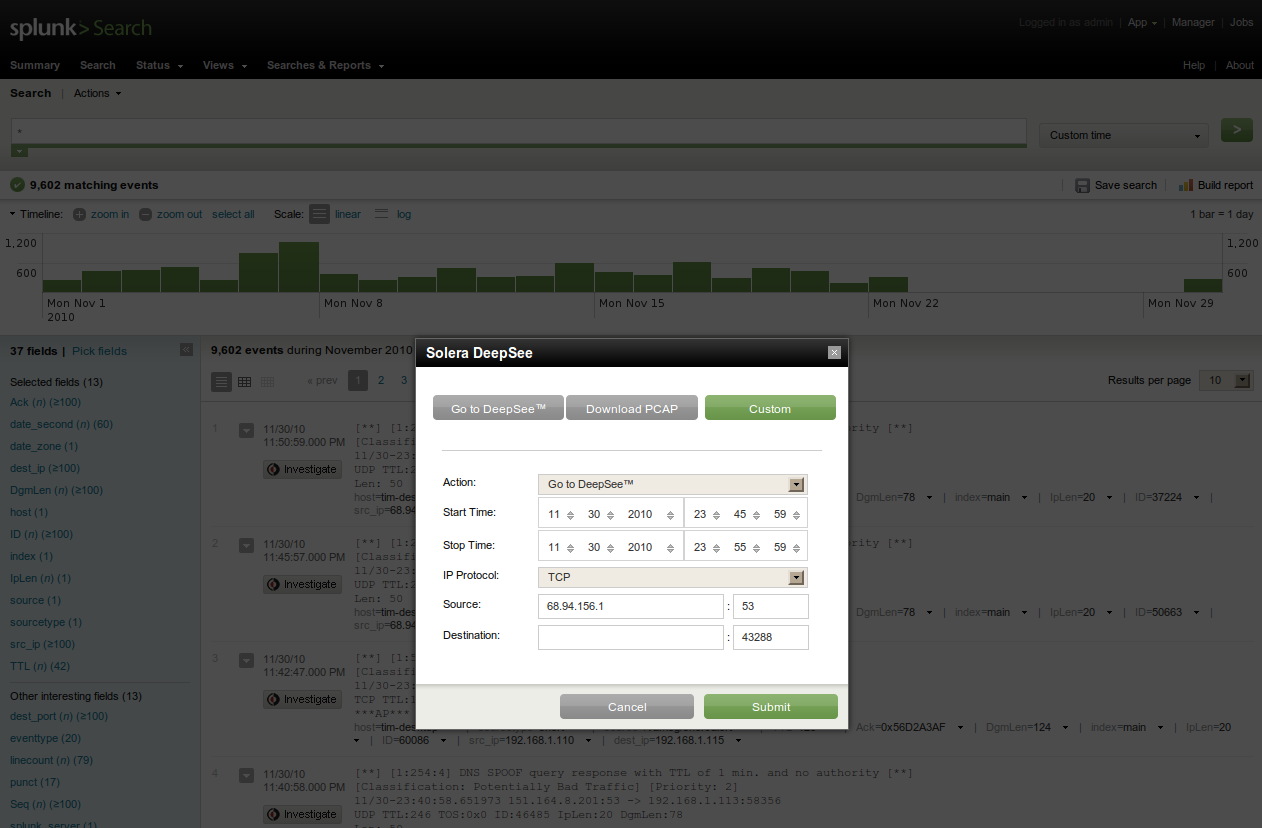 splunk> Search
Logged in as admin | App | Manager | Jobs
Summary Search Status Views Searches & Reports
Help | About
Search | Actions
*
Custom time
>
9,602 matching events
Save search | Build report
Timeline: zoom in zoom out select all Scale: linear log
1 bar = 1 day
1,200
600
1,200
600
Mon Nov 1
2010
Mon Nov 8
Mon Nov 15
Mon Nov 22
Mon Nov 29
37 fields | Pick fields
«
Selected fields (13)
Ack (n) (≥100)
date_second (n) (60)
date_zone (1)
dest_ip (≥100)
DgmLen (n) (≥100)
host (1)
ID (n) (≥100)
index (1)
IpLen (n) (1)
source (1)
sourcetype (1)
src_ip (≥100)
TTL (n) (42)
Other interesting fields (13)
dest_port (n) (≥100)
eventtype (20)
linecount (n) (79)
punct (17)
Seq (n) (≥100)
splunk_server (1)
9,602 events during November 2010
« prev 1 2 3
Results per page 10
1
11/30/10
11:50:59.000 PM
Investigate
[**] [1:2
[Classifi
11/30-23:
UDP TTL:2
Len: 50
host=tim-des
src_ip=68.94
ority [**]
DgmLen=78 | index=main | IpLen=20 | ID=37224 |
2
11/30/10
11:45:57.000 PM
Investigate
[**] [1:2
[Classifi
11/30-23:
UDP TTL:2
Len: 50
host=tim-des
src_ip=68.94
ority [**]
DgmLen=78 | index=main | IpLen=20 | ID=50663 |
3
11/30/10
11:42:47.000 PM
Investigate
[**] [1:5
[Classifi
11/30-23:
TCP TTL:1
***AP***
Ack=0x56D2A3AF | DgmLen=124 | index=main | IpLen=20
| ID=60086 | src_ip=192.168.1.110 | dest_ip=192.168.1.115
4
11/30/10
11:40:58.000 PM
Investigate
[**] [1:254:4] DNS SPOOF query response with TTL of 1 min. and no authority [**]
[Classification: Potentially Bad Traffic] [Priority: 2]
11/30-23:40:58.651973 151.164.8.201:53 -> 192.168.1.113:58356
UDP TTL:246 TOS:0x0 ID:46485 IpLen:20 DgmLen:78
Solera DeepSee
Go to DeepSee™ Download PCAP Custom
Action: Go to DeepSee™
Start Time: 11 30 2010 23 45 59
Stop Time: 11 30 2010 23 55 59
IP Protocol: TCP
Source: 68.94.156.1 : 53
Destination: : 43288
Cancel Submit